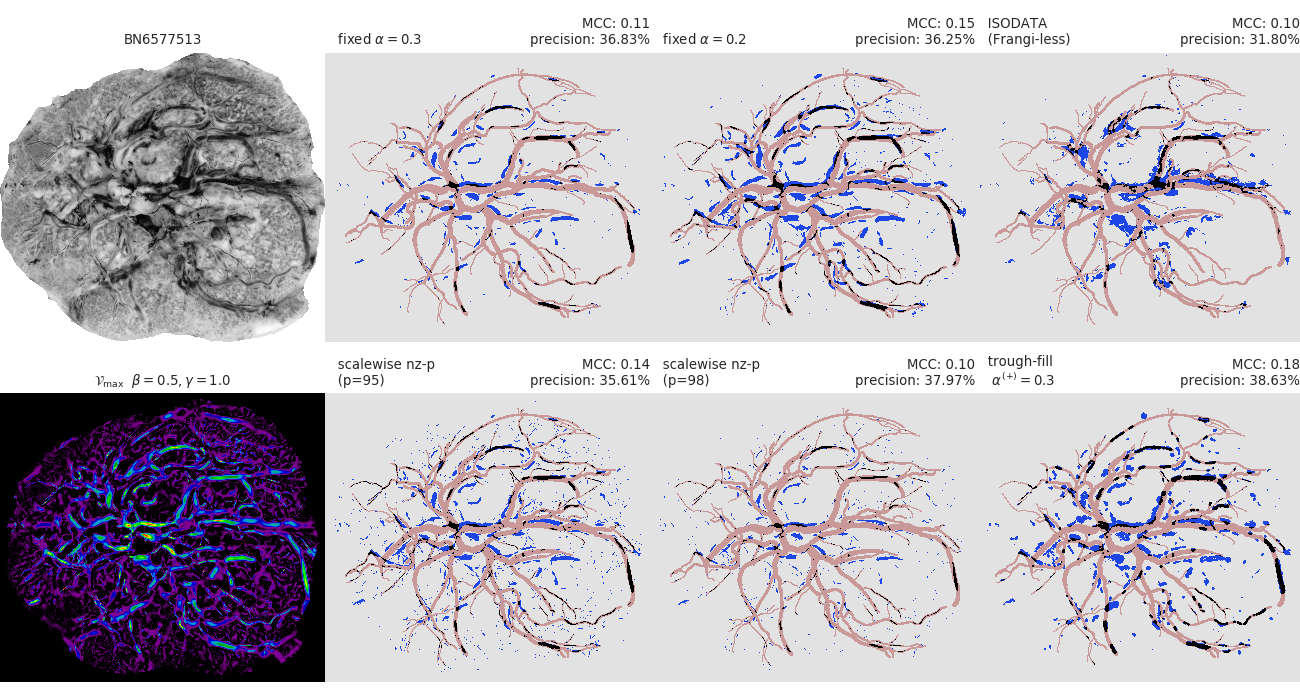 BN6577513
fixed α = 0.3
MCC: 0.11
precision: 36.83%
fixed α = 0.2
MCC: 0.15
precision: 36.25%
ISODATA
(Frangi-less)
MCC: 0.10
precision: 31.80%
𝒱max β = 0.5, γ = 1.0
scalewise nz-p
(p=95)
MCC: 0.14
precision: 35.61%
scalewise nz-p
(p=98)
MCC: 0.10
precision: 37.97%
trough-fill
α(+) = 0.3
MCC: 0.18
precision: 38.63%